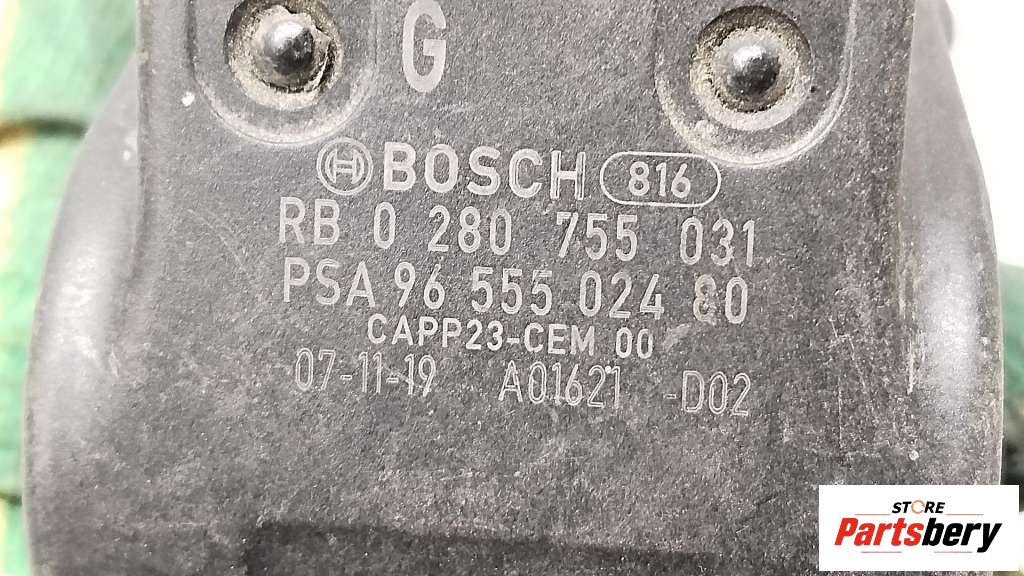 G
BOSCH 816
RB 0 280 755 031
PSA 96 555 024 80
CAPP23-CEM 00
07-11-19 A01621 D02
STORE
Partsbery